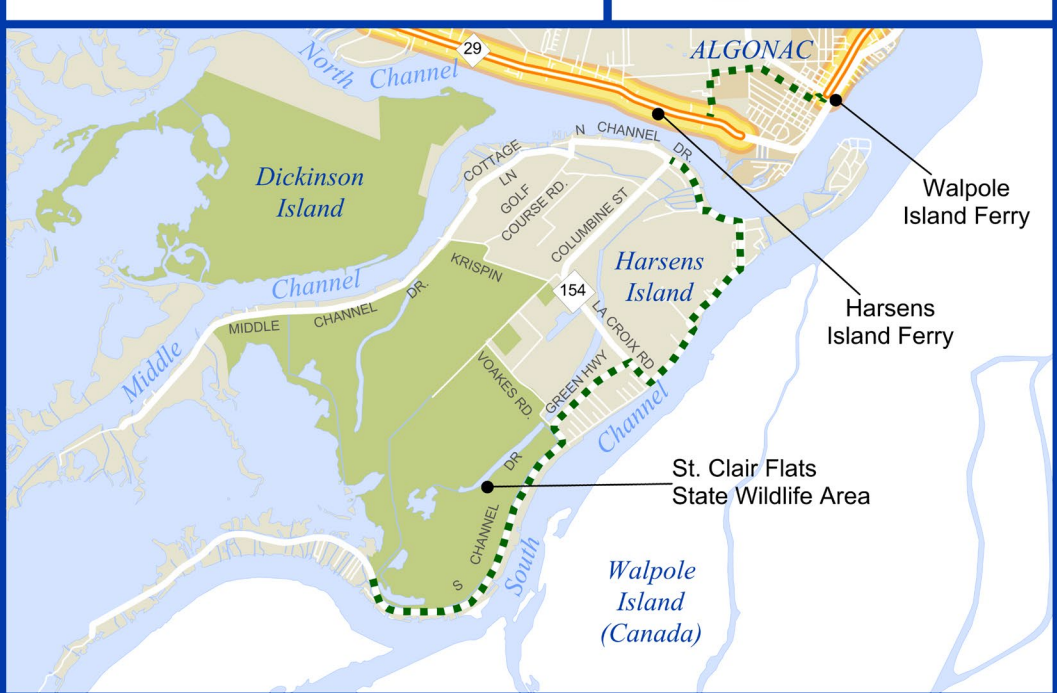 29
North
Channel
ALGONAC
N CHANNEL DR.
COTTAGE
LN
GOLF
COURSE RD.
COLUMBINE ST
Dickinson
Island
Walpole
Island Ferry
Harsens
Island
KRISPIN
154
Channel
MIDDLE CHANNEL DR.
LA CROIX RD
Harsens
Island Ferry
Middle
VOAKES RD.
GREEN HWY
Channel
St. Clair Flats
State Wildlife Area
S CHANNEL DR
South
Walpole
Island
(Canada)